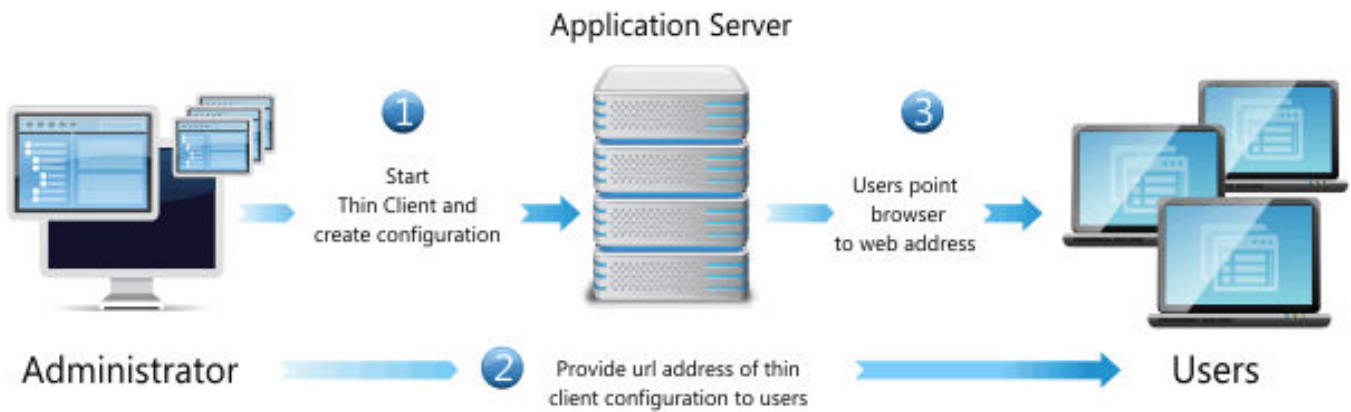 Application Server
1
Start
Thin Client and
create configuration
3
Users point
browser
to web address
Administrator
2
Provide url address of thin
client configuration to users
Users